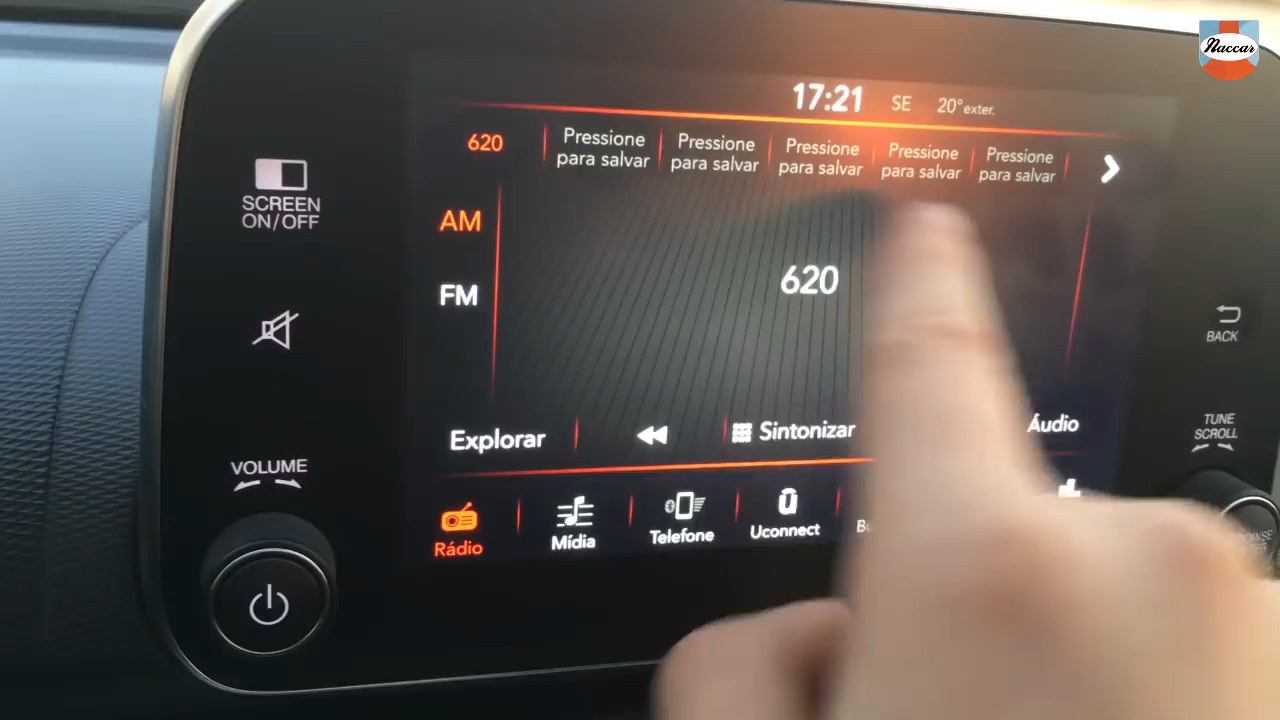 Naccar
17:21 SE 20° exter.
620
Pressione
para salvar
Pressione
para salvar
Pressione
para salvar
Pressione
para salvar
Pressione
para salvar
SCREEN
ON/OFF
AM
620
FM
BACK
Explorar
Sintonizar
Áudio
TUNE
SCROLL
VOLUME
Rádio
Mídia
Telefone
Uconnect